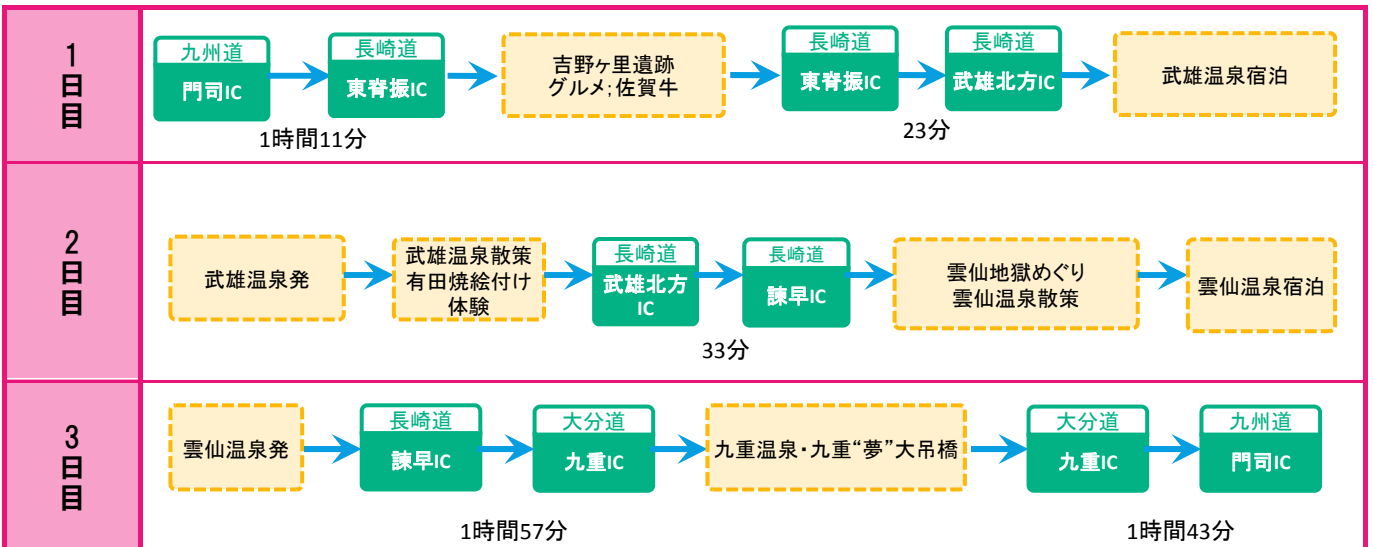 1
日
目
九州道
門司IC
長崎道
東脊振IC
1時間11分
吉野ヶ里遺跡
グルメ;佐賀牛
長崎道
東脊振IC
長崎道
武雄北方IC
23分
武雄温泉宿泊
2
日
目
武雄温泉発
武雄温泉散策
有田焼絵付け
体験
長崎道
武雄北方
IC
長崎道
諫早IC
33分
雲仙地獄めぐり
雲仙温泉散策
雲仙温泉宿泊
3
日
目
雲仙温泉発
長崎道
諫早IC
大分道
九重IC
1時間57分
九重温泉・九重“夢”大吊橋
大分道
九重IC
九州道
門司IC
1時間43分